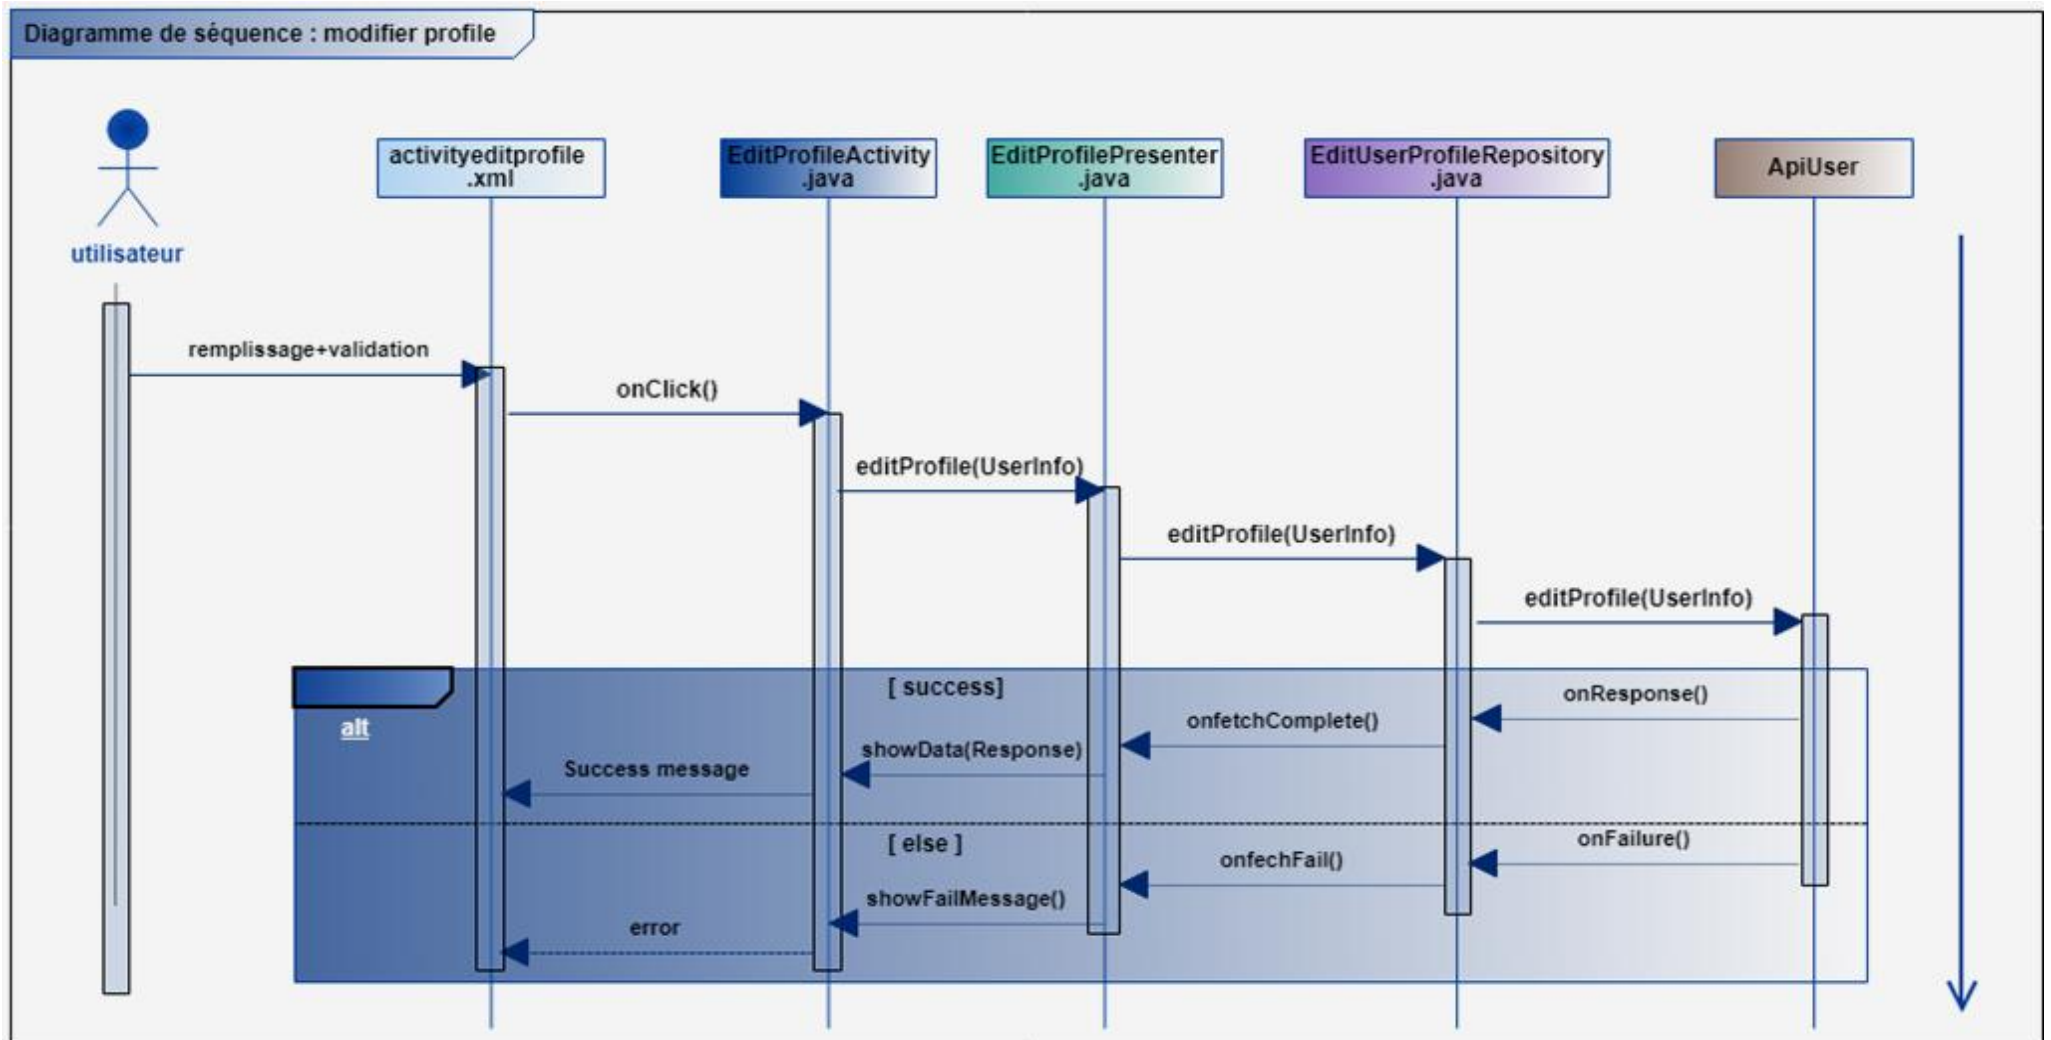 Diagramme de séquence : modifier profile
activityeditprofile
.xml
EditProfileActivity
.java
EditProfilePresenter
.java
EditUserProfileRepository
.java
ApiUser
utilisateur
remplissage+validation
onClick()
editProfile(UserInfo)
editProfile(UserInfo)
editProfile(UserInfo)
alt
[ success]
onResponse()
onfetchComplete()
showData(Response)
Success message
[ else ]
onFailure()
onfechFail()
showFailMessage()
error